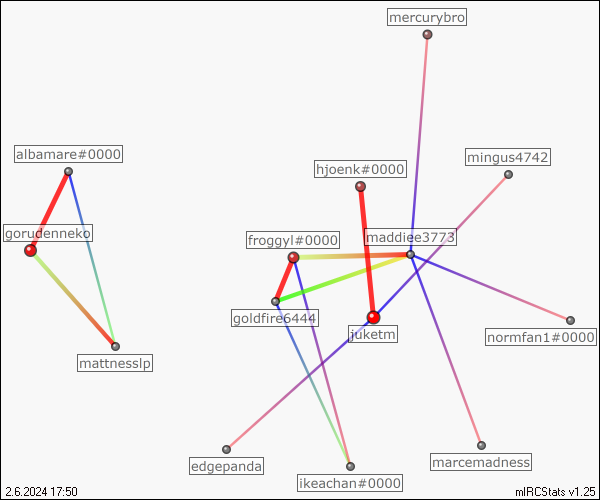 mercurybro
albamare#0000
mingus4742
hjoenk#0000
gorudenneko
froggyl#0000
maddiee3773
goldfire6444
juketm
normfan1#0000
mattnesslp
edgepanda
marcemadness
ikeachan#0000
2.6.2024 17:50
mIRCStats v1.25